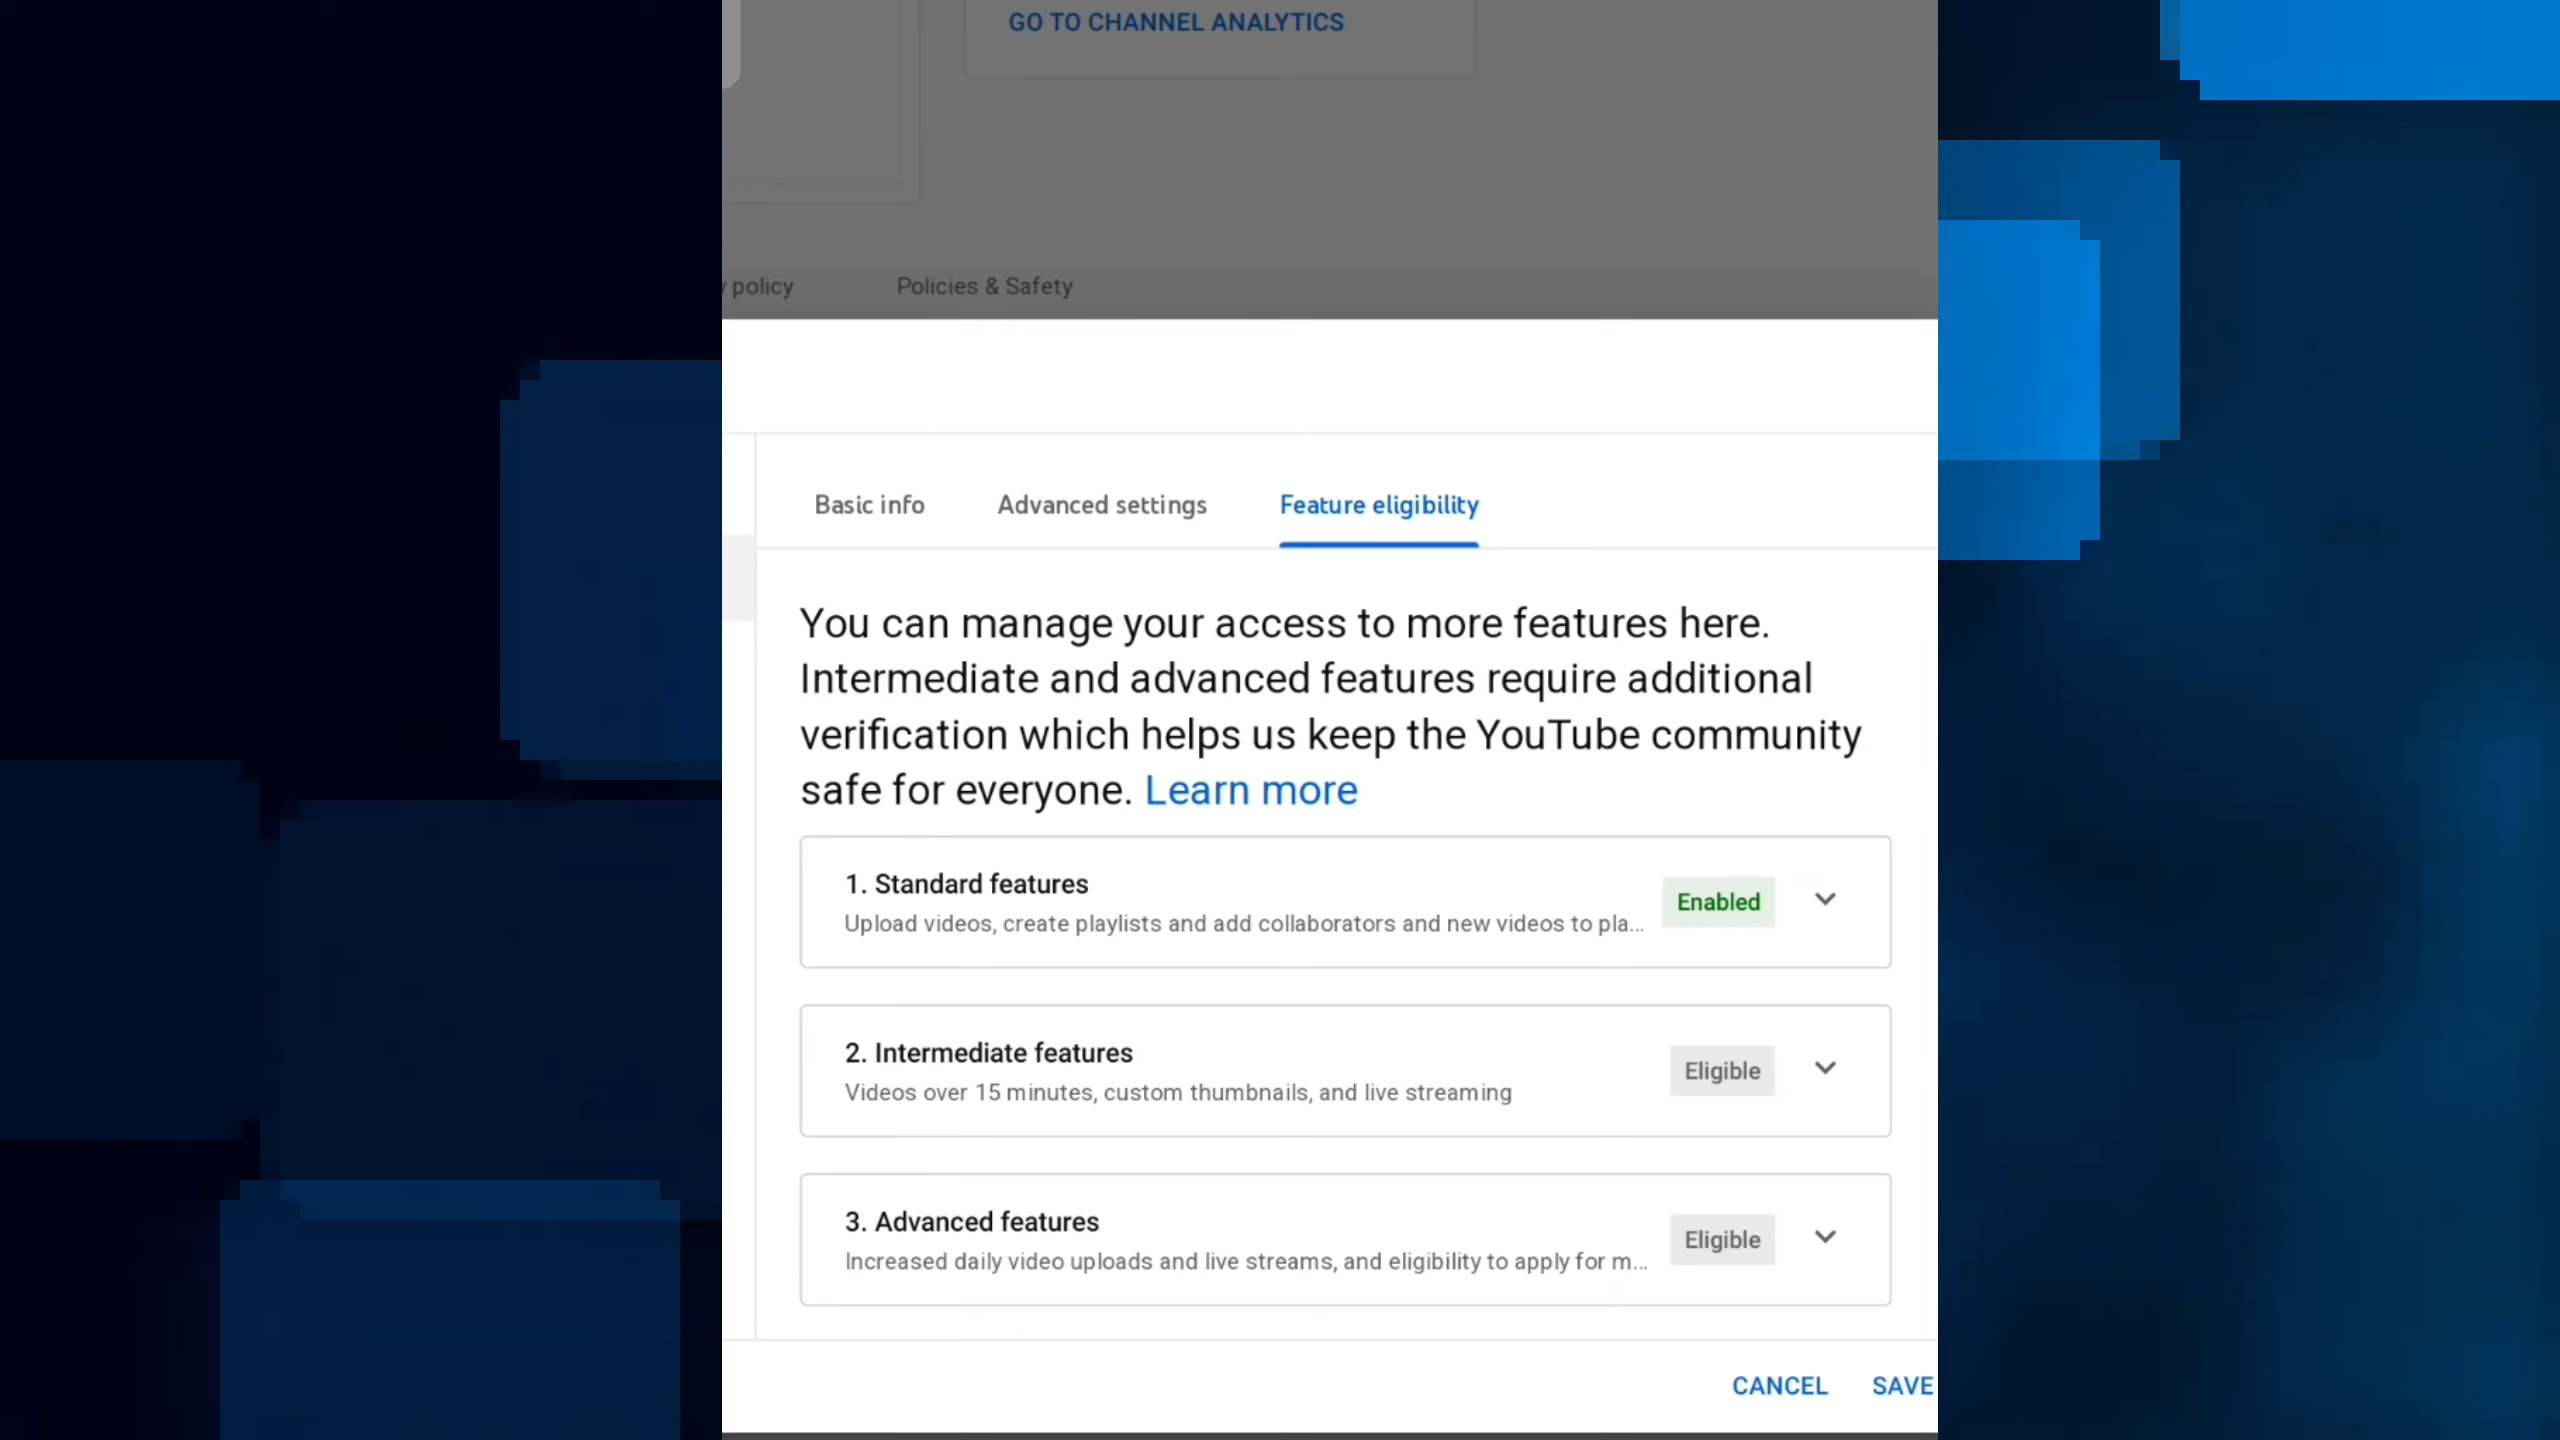 GO TO CHANNEL ANALYTICS
policy
Policies & Safety
Basic info
Advanced settings
Feature eligibility
You can manage your access to more features here.
Intermediate and advanced features require additional
verification which helps us keep the YouTube community
safe for everyone. Learn more
1. Standard features
Upload videos, create playlists and add collaborators and new videos to pla...
Enabled
2. Intermediate features
Videos over 15 minutes, custom thumbnails, and live streaming
Eligible
3. Advanced features
Increased daily video uploads and live streams, and eligibility to apply for m...
Eligible
CANCEL
SAVE